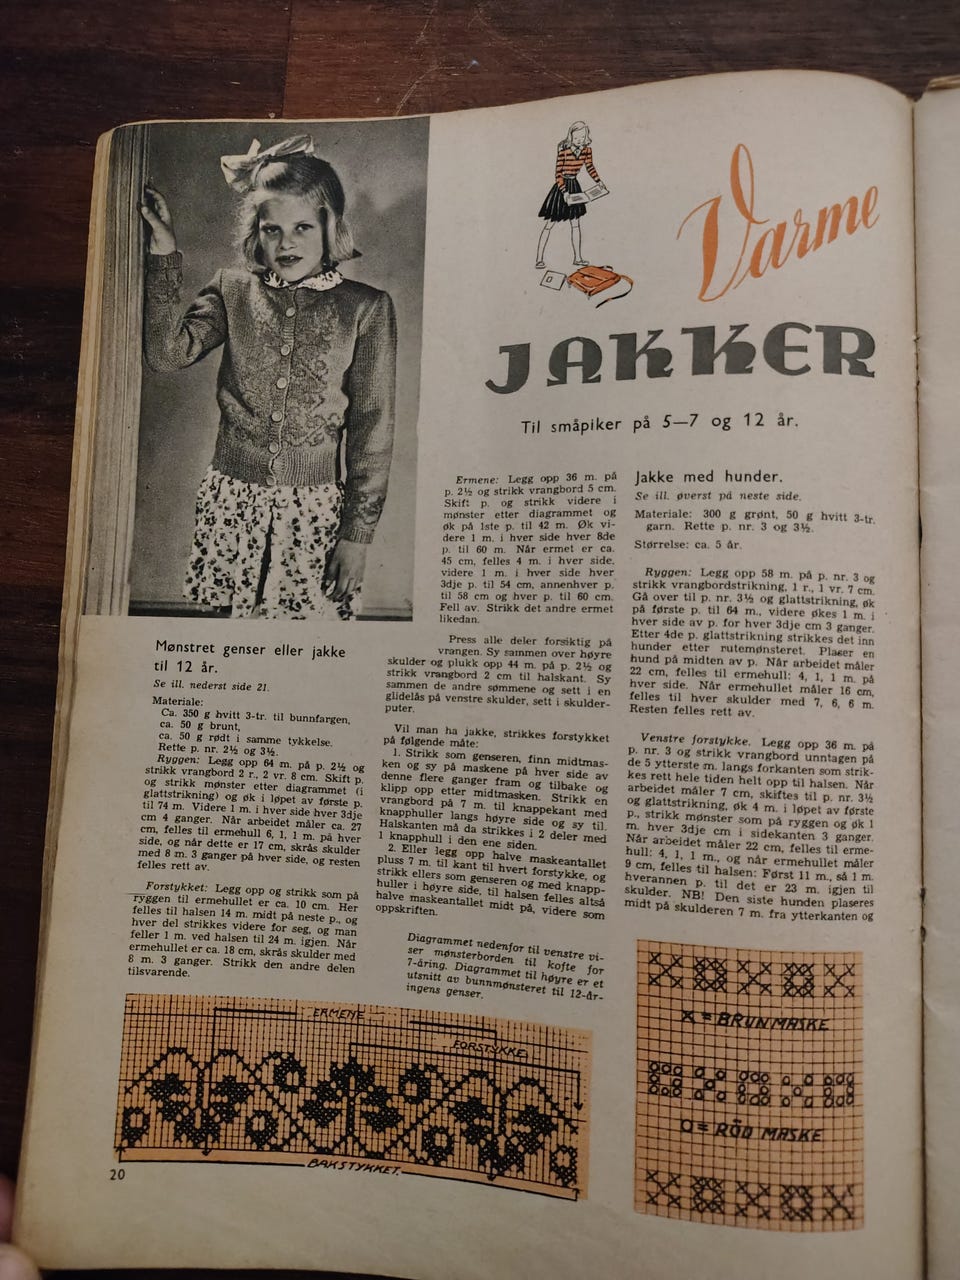 Varme
JAKKER
Til småpiker på 5—7 og 12 år.
Mønstret genser eller jakke
til 12 år.
Se ill. nederst side 21.
Materiale:
Ca. 350 g hvitt 3-tr. til bunnfargen,
ca. 50 g brunt,
ca. 50 g rødt i samme tykkelse.
Rette p. nr. 2½ og 3½.
Ryggen: Legg opp 64 m. på p. 2½ og
strikk vrangbord 2 r., 2 vr. 8 cm. Skift p.
og strikk mønster etter diagrammet (i
glattstrikning) og øk i løpet av første p.
til 74 m. Videre 1 m. i hver side hver 3dje
cm 4 ganger. Når arbeidet måler ca. 27
cm, felles til ermehull 6, 1, 1 m. på hver
side, og når dette er 17 cm, skrås skulder
med 8 m. 3 ganger på hver side, og resten
felles rett av.
Forstykket: Legg opp og strikk som på
ryggen til ermehullet er ca. 10 cm. Her
felles til halsen 14 m. midt på neste p., og
hver del strikkes videre for seg, og man
feller 1 m. ved halsen til 24 m. igjen. Når
ermehullet er ca. 18 cm, skrås skulder med
8 m. 3 ganger. Strikk den andre delen
tilsvarende.
Ermene: Legg opp 36 m. på
p. 2½ og strikk vrangbord 5 cm.
Skift p. og strikk videre i
mønster etter diagrammet og
øk på 1ste p. til 42 m. Øk vi-
dere 1 m. i hver side hver 8de
p. til 60 m. Når ermet er ca.
45 cm, felles 4 m. i hver side,
videre 1 m. i hver side hver
3dje p. til 54 cm, annenhver p.
til 58 cm og hver p. til 60 cm.
Fell av. Strikk det andre ermet
likedan.
Press alle deler forsiktig på
vrangen. Sy sammen over høyre
skulder og plukk opp 44 m. på p. 2½ og
strikk vrangbord 2 cm til halskant. Sy
sammen de andre sømmene og sett i en
glidelås på venstre skulder, sett i skulder-
puter.
Vil man ha jakke, strikkes forstykket
på følgende måte:
1. Strikk som genseren, finn midtmas-
ken og sy på maskene på hver side av
denne flere ganger fram og tilbake og
klipp opp etter midtmasken. Strikk en
vrangbord på 7 m. til knappekant med
knapphuller langs høyre side og sy til.
Halskanten må da strikkes i 2 deler med
1 knapphull i den ene siden.
2. Eller legg opp halve maskeantallet
pluss 7 m. til kant til hvert forstykke, og
strikk ellers som genseren og med knapp-
huller i høyre side, til halsen felles altså
halve maskeantallet midt på, videre som
oppskriften.
Diagrammet nedenfor til venstre vi-
ser mønsterborden til kofte for
7-åring. Diagrammet til høyre er et
utsnitt av bunnmønsteret til 12-år-
ingens genser.
Jakke med hunder.
Se ill. øverst på neste side.
Materiale: 300 g grønt, 50 g hvitt 3-tr.
garn. Rette p. nr. 3 og 3½.
Størrelse: ca. 5 år.
Ryggen: Legg opp 58 m. på p. nr. 3 og
strikk vrangbordstrikning, 1 r., 1 vr. 7 cm.
Gå over til p. nr. 3½ og glattstrikning, øk
på første p. til 64 m., videre økes 1 m. i
hver side av p. for hver 3dje cm 3 ganger.
Etter 4de p. glattstrikning strikkes det inn
hunder etter rutemønsteret. Plaser en
hund på midten av p. Når arbeidet måler
22 cm, felles til ermehull: 4, 1, 1 m. på
hver side. Når ermehullet måler 16 cm,
felles til hver skulder med 7, 6, 6 m.
Resten felles rett av.
Venstre forstykke. Legg opp 36 m. på
p. nr. 3 og strikk vrangbord unntagen på
de 5 ytterste m. langs forkanten som strik-
kes rett hele tiden helt opp til halsen. Når
arbeidet måler 7 cm, skiftes til p. nr. 3½
og glattstrikning, øk 4 m. i løpet av første
p., strikk mønster som på ryggen og øk 1
m. hver 3dje cm i sidekanten 3 ganger.
Når arbeidet måler 22 cm, felles til erme-
hull: 4, 1, 1 m., og når ermehullet måler
9 cm, felles til halsen: Først 11 m., så 1 m.
hverannen p. til det er 23 m. igjen til
skulder. NB! Den siste hunden plaseres
midt på skulderen 7 m. fra ytterkanten og
ERMENE
FORSTYKKE
BAKSTYKKET.
X = BRUN MASKE
O = RÖD MASKE
20